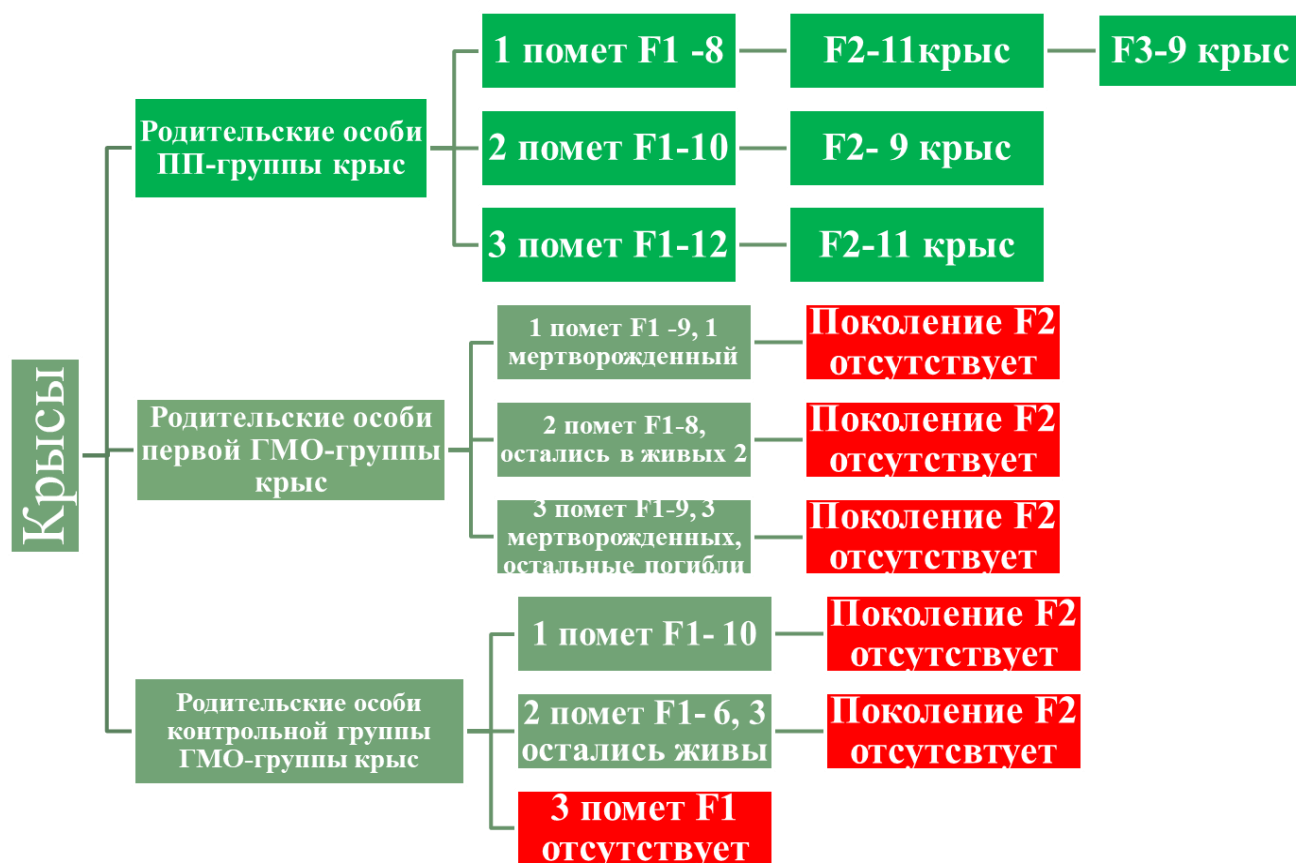 Крысы
Родительские особи
ПП-группы крыс
1 помет F1 -8
F2-11крыс
F3-9 крыс
2 помет F1-10
F2- 9 крыс
3 помет F1-12
F2-11 крыс
Родительские особи
первой ГМО-группы
крыс
1 помет F1 -9, 1
мертворожденный
Поколение F2
отсутствует
2 помет F1-8,
остались в живых 2
Поколение F2
отсутствует
3 помет F1-9, 3
мертворожденных,
остальные погибли
Поколение F2
отсутствует
Родительские особи
контрольной группы
ГМО-группы крыс
1 помет F1- 10
Поколение F2
отсутствует
2 помет F1- 6, 3
остались живы
Поколение F2
отсутсвтует
3 помет F1
отсутствует